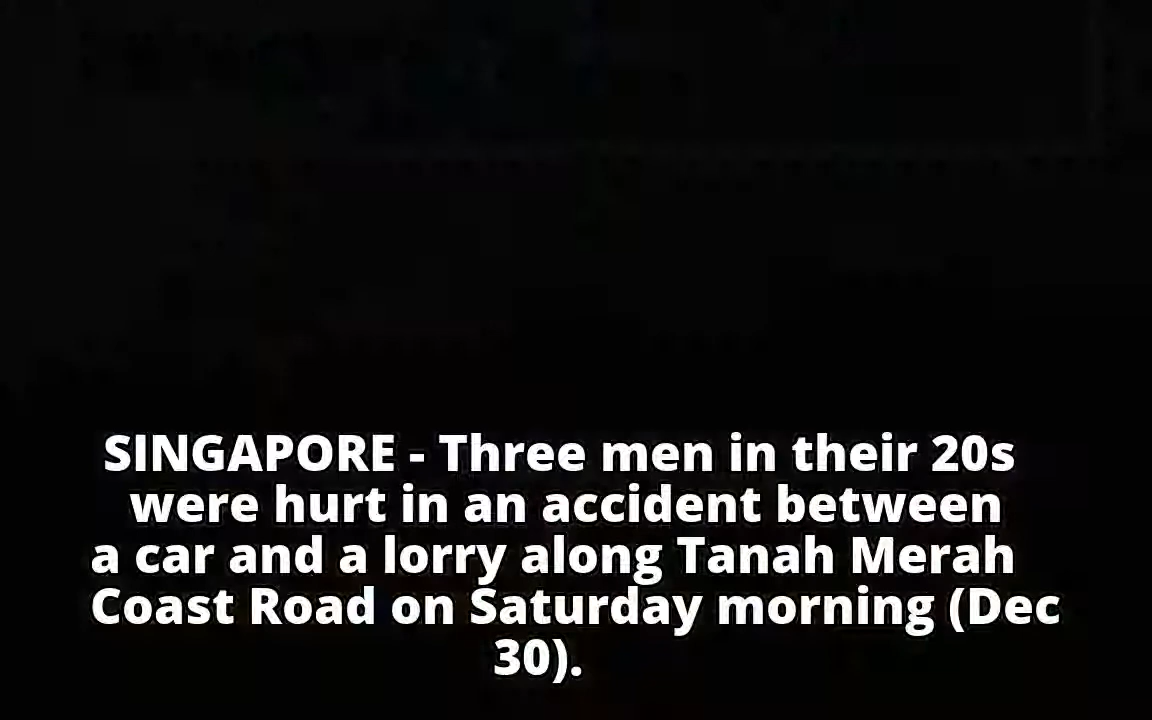 SINGAPORE - Three men in their 20s
were hurt in an accident between
a car and a lorry along Tanah Merah
Coast Road on Saturday morning (Dec
30).